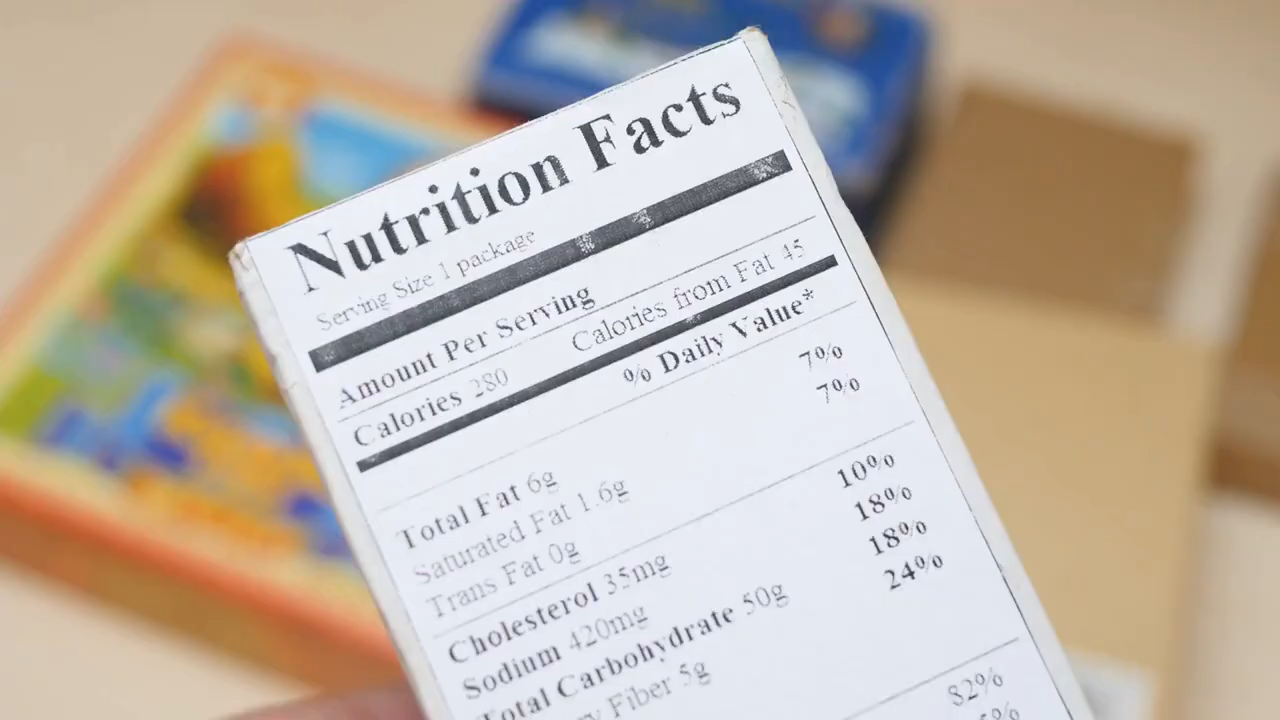 Nutrition Facts
Serving Size 1 package
Amount Per Serving
Calories 280 Calories from Fat 45
% Daily Value*
Total Fat 6g 7%
Saturated Fat 1.6g 7%
Trans Fat 0g
Cholesterol 35mg 10%
Sodium 420mg 18%
Total Carbohydrate 50g 18%
Fiber 5g 24%
82%